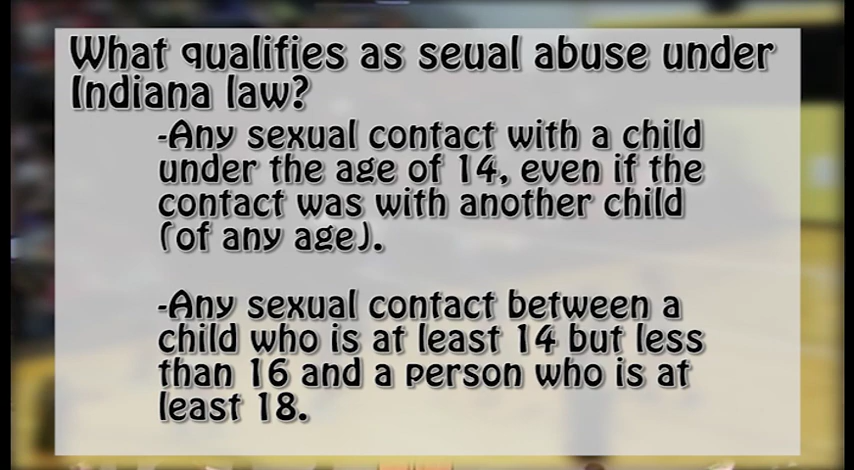 What qualifies as seual abuse under
Indiana law?
-Any sexual contact with a child
under the age of 14, even if the
contact was with another child
(of any age).
-Any sexual contact between a
child who is at least 14 but less
than 16 and a person who is at
least 18.